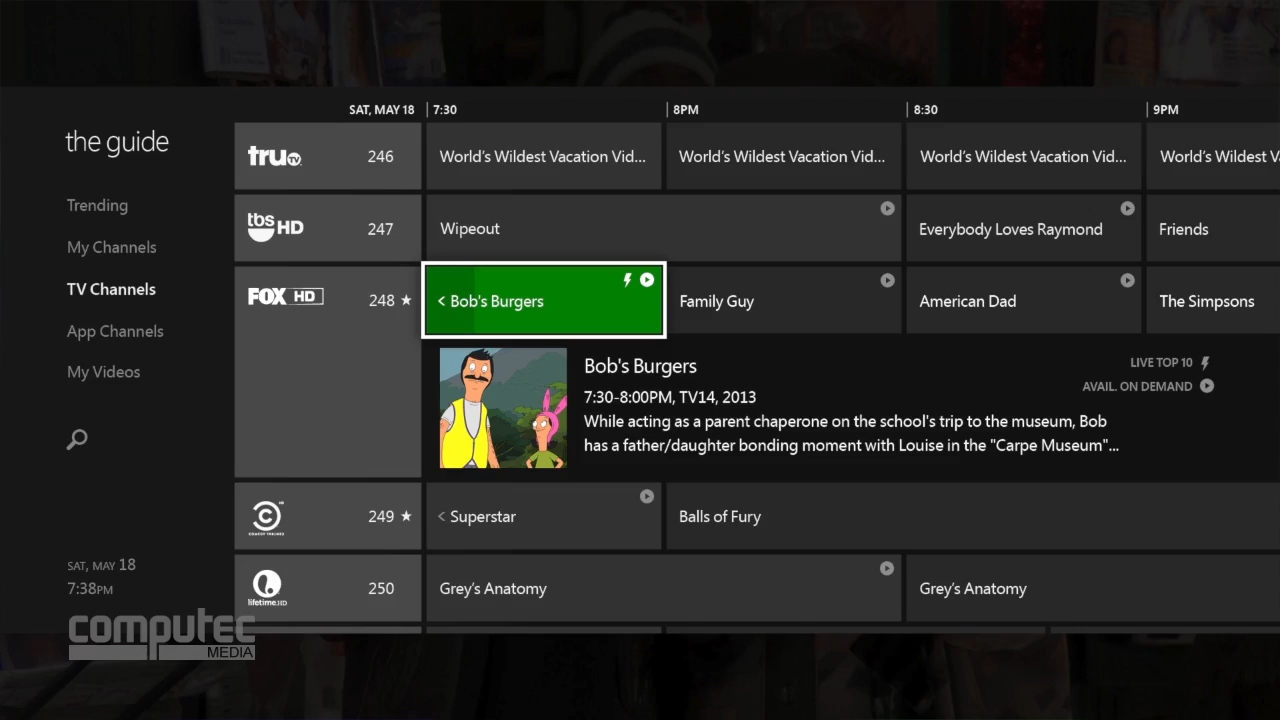 the guide
Trending
My Channels
TV Channels
App Channels
My Videos
SAT, MAY 18
7:38PM
SAT, MAY 18 7:30 8PM 8:30 9PM
truTV 246 World's Wildest Vacation Vid... World's Wildest Vacation Vid... World's Wildest Vacation Vid... World's Wildest V
tbs HD 247 Wipeout Everybody Loves Raymond Friends
FOX HD 248 ★ < Bob's Burgers Family Guy American Dad The Simpsons
Bob's Burgers
7:30-8:00PM, TV14, 2013
While acting as a parent chaperone on the school's trip to the museum, Bob
has a father/daughter bonding moment with Louise in the "Carpe Museum"...
LIVE TOP 10
AVAIL. ON DEMAND
249 ★ < Superstar Balls of Fury
lifetime HD 250 Grey's Anatomy Grey's Anatomy
computec
MEDIA